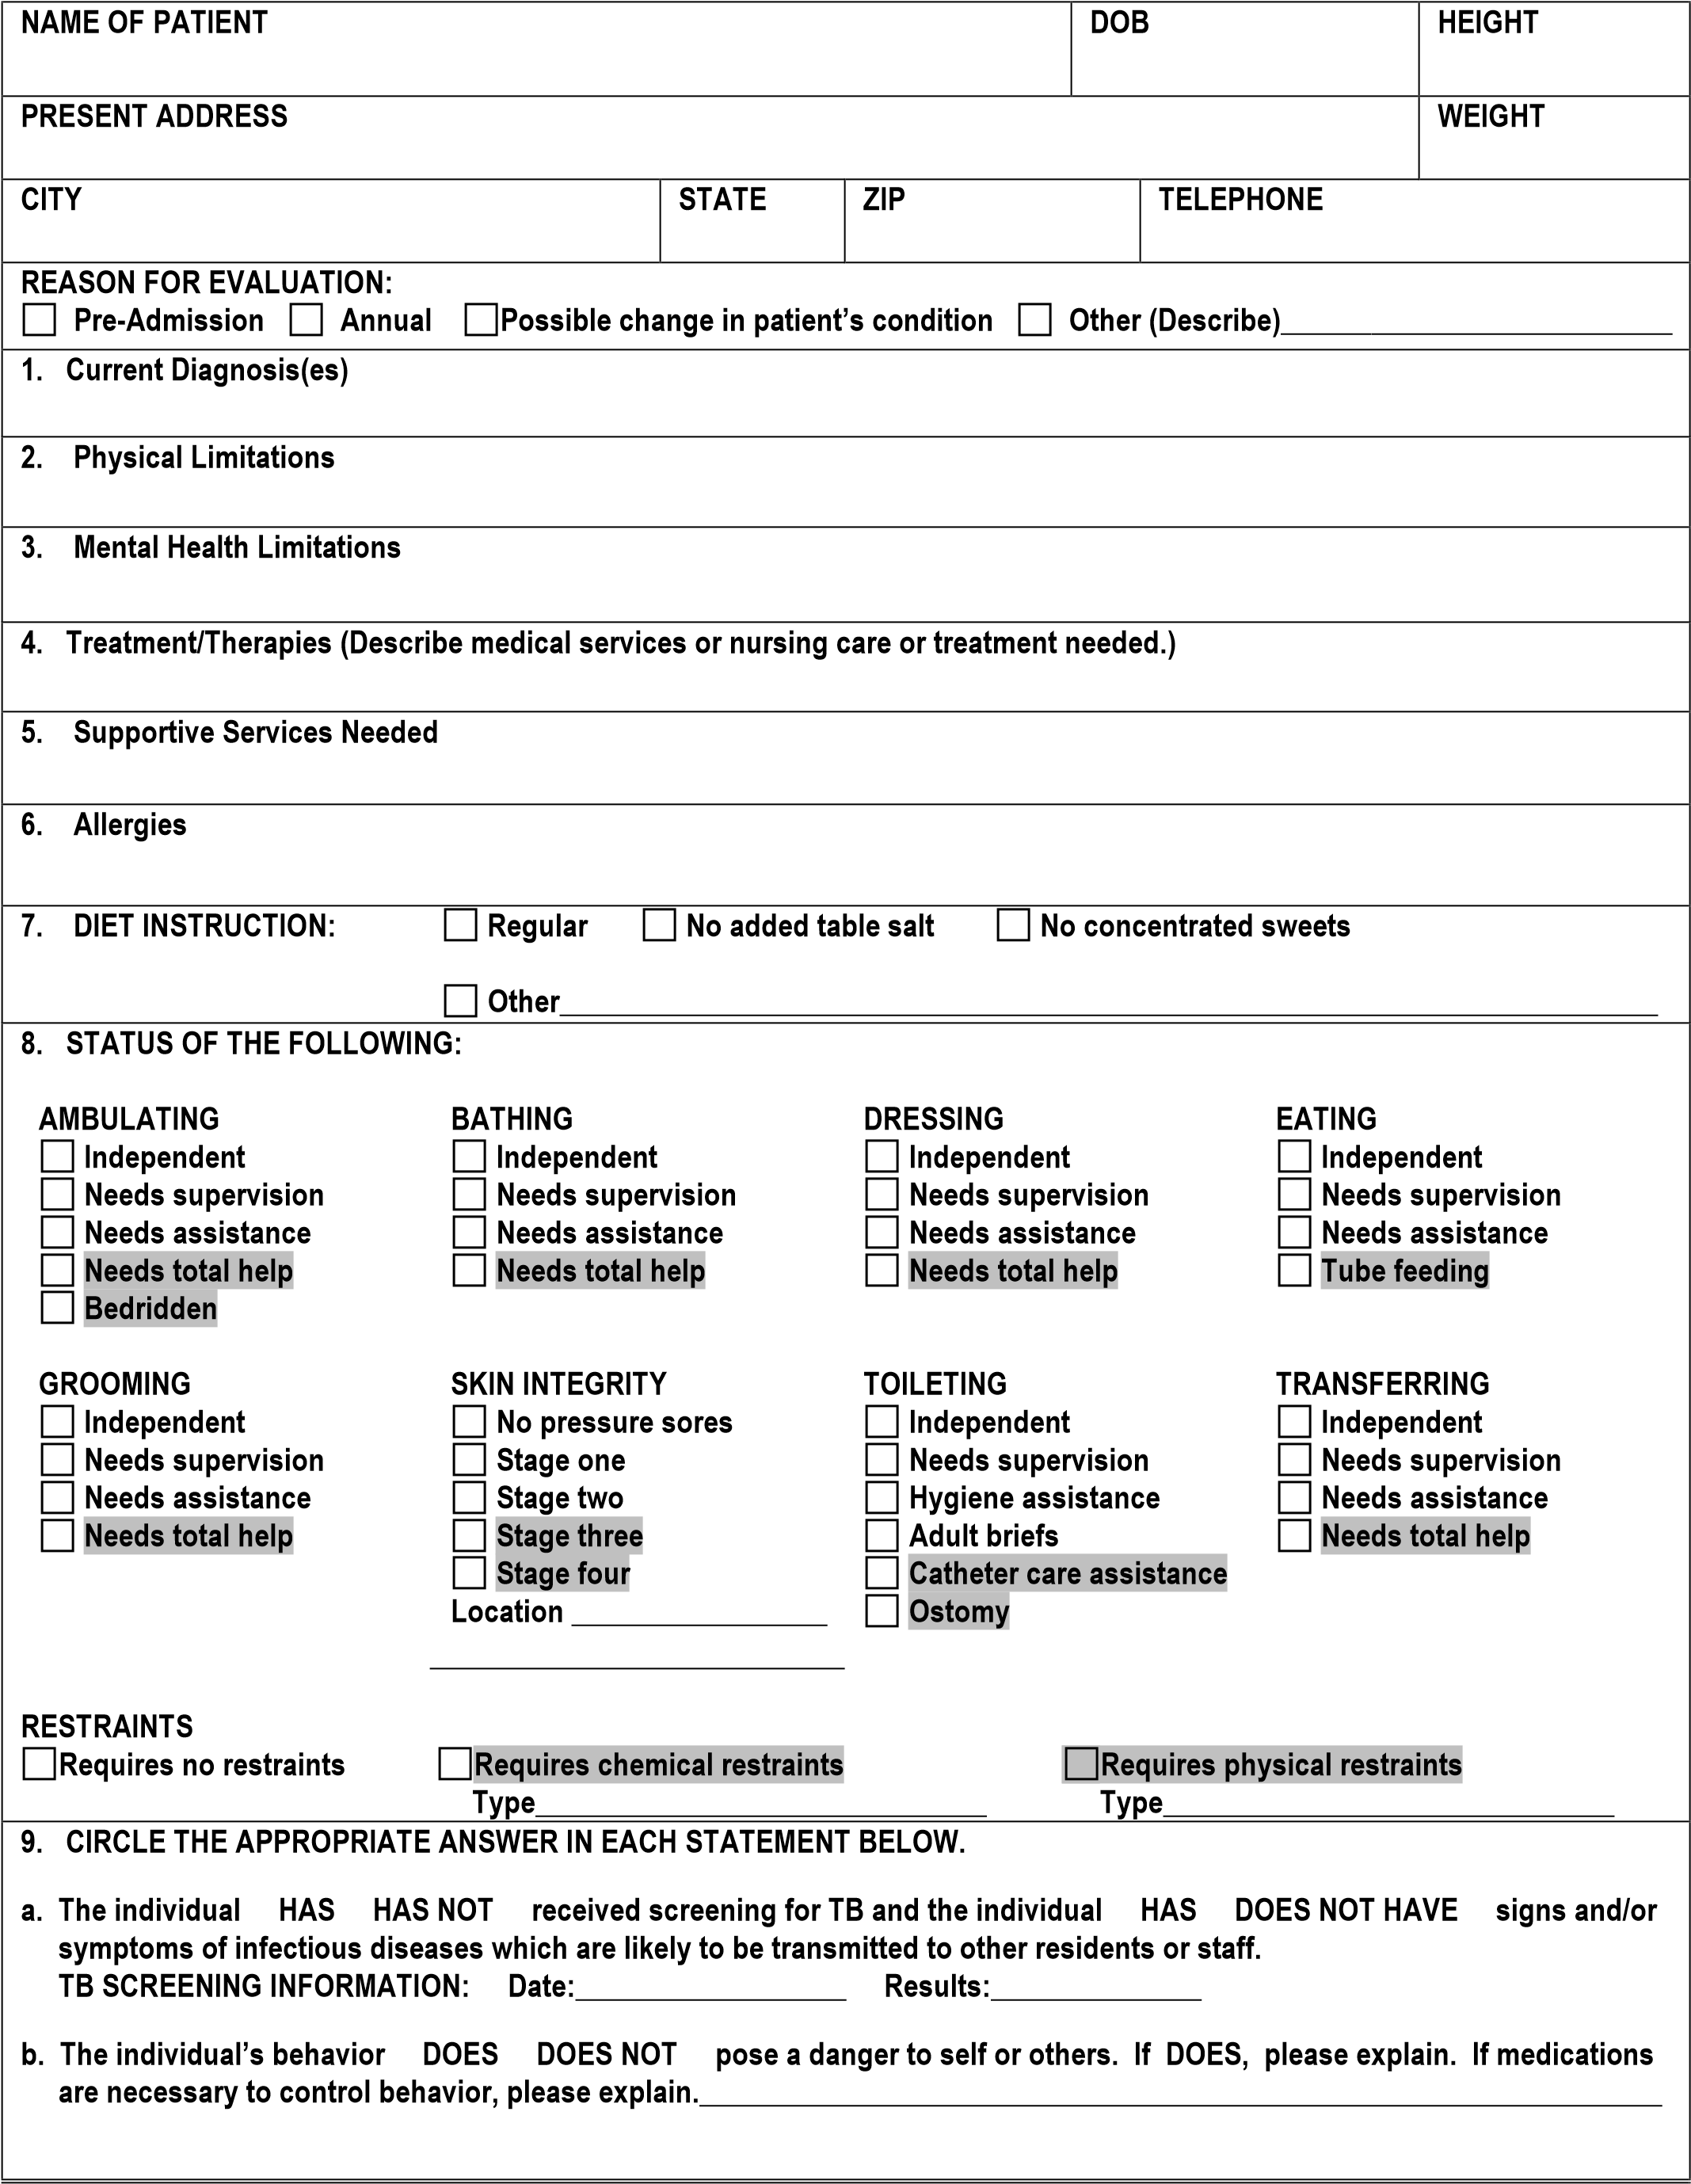 NAME OF PATIENT DOB HEIGHT
PRESENT ADDRESS WEIGHT
CITY STATE ZIP TELEPHONE
REASON FOR EVALUATION:
Pre-Admission Annual Possible change in patient’s condition Other (Describe)
1. Current Diagnosis(es)
2. Physical Limitations
3. Mental Health Limitations
4. Treatment/Therapies (Describe medical services or nursing care or treatment needed.)
5. Supportive Services Needed
6. Allergies
7. DIET INSTRUCTION: Regular No added table salt No concentrated sweets
Other
8. STATUS OF THE FOLLOWING:
AMBULATING BATHING DRESSING EATING
Independent Independent Independent Independent
Needs supervision Needs supervision Needs supervision Needs supervision
Needs assistance Needs assistance Needs assistance Needs assistance
Needs total help Needs total help Needs total help Tube feeding
Bedridden
GROOMING SKIN INTEGRITY TOILETING TRANSFERRING
Independent No pressure sores Independent Independent
Needs supervision Stage one Needs supervision Needs supervision
Needs assistance Stage two Hygiene assistance Needs assistance
Needs total help Stage three Adult briefs Needs total help
Stage four Catheter care assistance
Location Ostomy
RESTRAINTS
Requires no restraints Requires chemical restraints Requires physical restraints
Type Type
9. CIRCLE THE APPROPRIATE ANSWER IN EACH STATEMENT BELOW.
a. The individual HAS HAS NOT received screening for TB and the individual HAS DOES NOT HAVE signs and/or
symptoms of infectious diseases which are likely to be transmitted to other residents or staff.
TB SCREENING INFORMATION: Date: Results:
b. The individual’s behavior DOES DOES NOT pose a danger to self or others. If DOES, please explain. If medications
are necessary to control behavior, please explain.